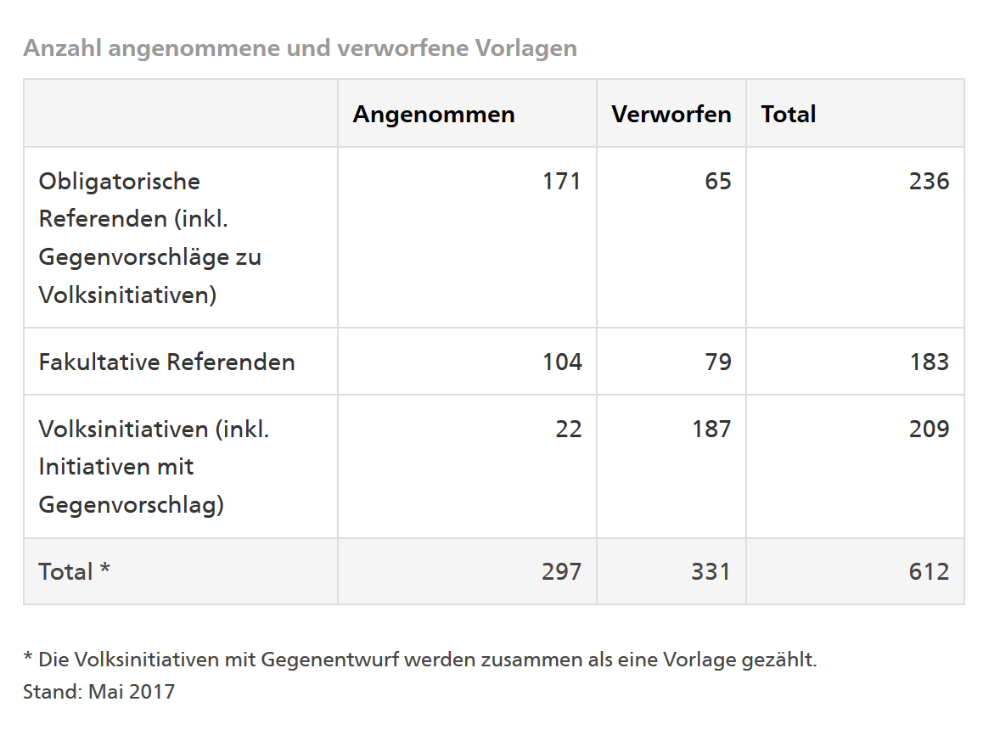 Anzahl angenommene und verworfene Vorlagen
Angenommen Verworfen Total
Obligatorische 171 65 236
Referenden (inkl.
Gegenvorschläge zu
Volksinitiativen)
Fakultative Referenden 104 79 183
Volksinitiativen (inkl. 22 187 209
Initiativen mit
Gegenvorschlag)
Total * 297 331 612
* Die Volksinitiativen mit Gegenentwurf werden zusammen als eine Vorlage gezählt.
Stand: Mai 2017